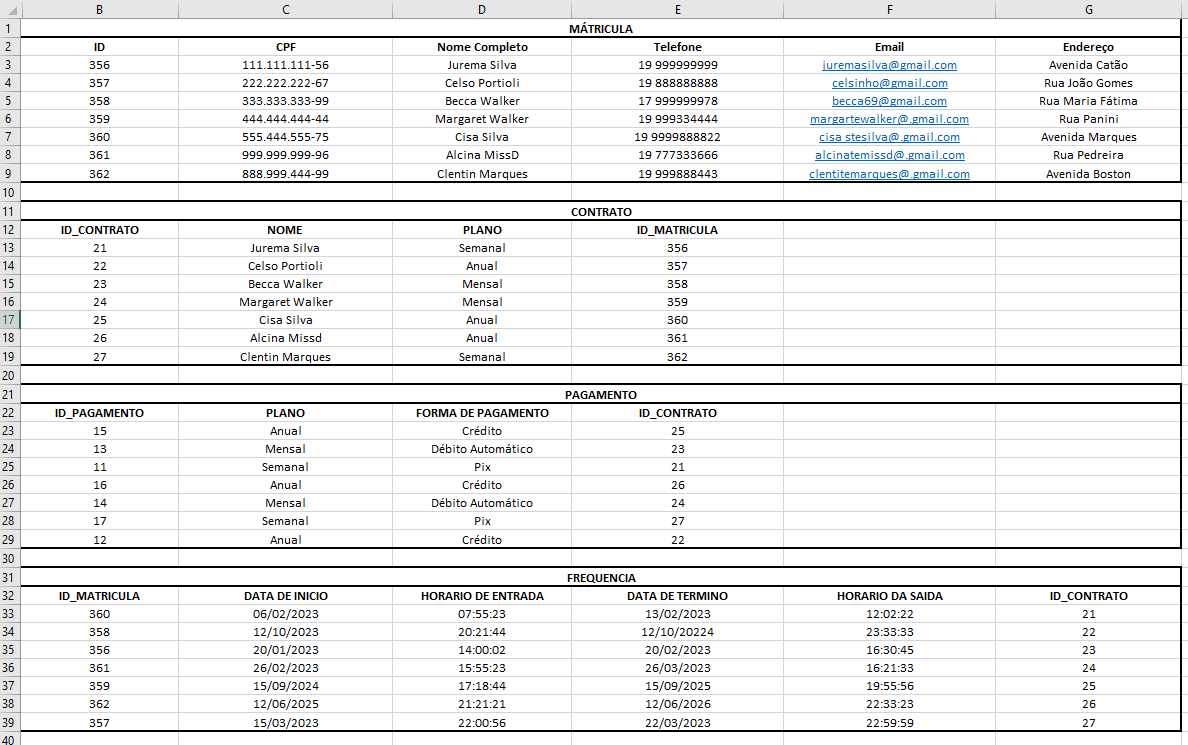 B C D E F G
1 MÁTRICULA
2 ID CPF Nome Completo Telefone Email Endereço
3 356 111.111.111-56 Jurema Silva 19 999999999 juremasilva@gmail.com Avenida Catão
4 357 222.222.222-67 Celso Portioli 19 888888888 celsinho@gmail.com Rua João Gomes
5 358 333.333.333-99 Becca Walker 17 999999978 becca69@gmail.com Rua Maria Fátima
6 359 444.444.444-44 Margaret Walker 19 999334444 margartewalker@.gmail.com Rua Panini
7 360 555.444.555-75 Cisa Silva 19 9999888822 cisa stesilva@.gmail.com Avenida Marques
8 361 999.999.999-96 Alcina MissD 19 777333666 alcinatemissd@.gmail.com Rua Pedreira
9 362 888.999.444-99 Clentin Marques 19 999888443 clentitemarques@.gmail.com Avenida Boston
10
11 CONTRATO
12 ID_CONTRATO NOME PLANO ID_MATRICULA
13 21 Jurema Silva Semanal 356
14 22 Celso Portioli Anual 357
15 23 Becca Walker Mensal 358
16 24 Margaret Walker Mensal 359
17 25 Cisa Silva Anual 360
18 26 Alcina Missd Anual 361
19 27 Clentin Marques Semanal 362
20
21 PAGAMENTO
22 ID_PAGAMENTO PLANO FORMA DE PAGAMENTO ID_CONTRATO
23 15 Anual Crédito 25
24 13 Mensal Débito Automático 23
25 11 Semanal Pix 21
26 16 Anual Crédito 26
27 14 Mensal Débito Automático 24
28 17 Semanal Pix 27
29 12 Anual Crédito 22
30
31 FREQUENCIA
32 ID_MATRICULA DATA DE INICIO HORARIO DE ENTRADA DATA DE TERMINO HORARIO DA SAIDA ID_CONTRATO
33 360 06/02/2023 07:55:23 13/02/2023 12:02:22 21
34 358 12/10/2023 20:21:44 12/10/20224 23:33:33 22
35 356 20/01/2023 14:00:02 20/02/2023 16:30:45 23
36 361 26/02/2023 15:55:23 26/03/2023 16:21:33 24
37 359 15/09/2024 17:18:44 15/09/2025 19:55:56 25
38 362 12/06/2025 21:21:21 12/06/2026 22:33:23 26
39 357 15/03/2023 22:00:56 22/03/2023 22:59:59 27
40